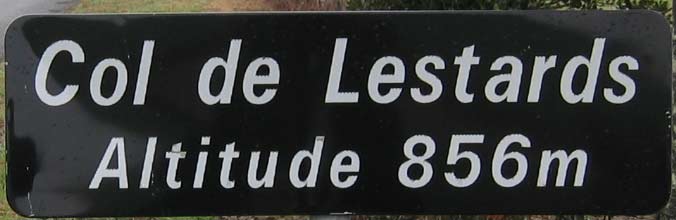 Col de Lestards
Altitude 856m